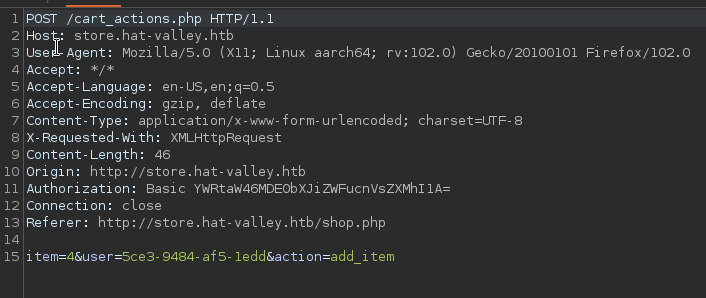 1 POST /cart_actions.php HTTP/1.1
2 Host: store.hat-valley.htb
3 User-Agent: Mozilla/5.0 (X11; Linux aarch64; rv:102.0) Gecko/20100101 Firefox/102.0
4 Accept: */*
5 Accept-Language: en-US,en;q=0.5
6 Accept-Encoding: gzip, deflate
7 Content-Type: application/x-www-form-urlencoded; charset=UTF-8
8 X-Requested-With: XMLHttpRequest
9 Content-Length: 46
10 Origin: http://store.hat-valley.htb
11 Authorization: Basic YWRtaW46MDE0bXJiZWFucnVsZXMhI1A=
12 Connection: close
13 Referer: http://store.hat-valley.htb/shop.php
14
15 item=4&user=5ce3-9484-af5-1edd&action=add_item